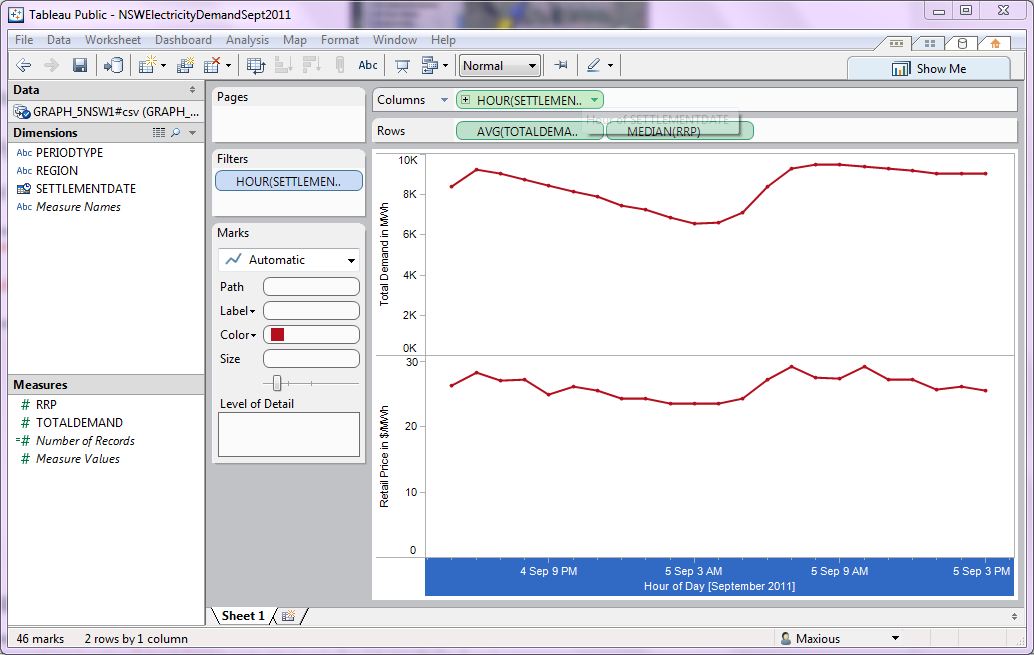 Tableau Public - NSWElectricityDemandSept2011
File Data Worksheet Dashboard Analysis Map Format Window Help
Abc Normal Show Me
Data
GRAPH_5NSW1#csv (GRAPH_...
Dimensions
Abc PERIODTYPE
Abc REGION
SETTLEMENTDATE
Abc Measure Names
Measures
# RRP
# TOTALDEMAND
=# Number of Records
# Measure Values
Pages
Filters
HOUR(SETTLEMEN..
Marks
Automatic
Path
Label
Color
Size
Level of Detail
Columns HOUR(SETTLEMEN..
Hour of SETTLEMENTDATE
Rows AVG(TOTALDEMA.. MEDIAN(RRP)
Total Demand in MWh
10K
8K
6K
4K
2K
0K
Retail Price in $/MWh
30
20
10
0
4 Sep 9 PM 5 Sep 3 AM 5 Sep 9 AM 5 Sep 3 PM
Hour of Day [September 2011]
Sheet 1
46 marks 2 rows by 1 column Maxious